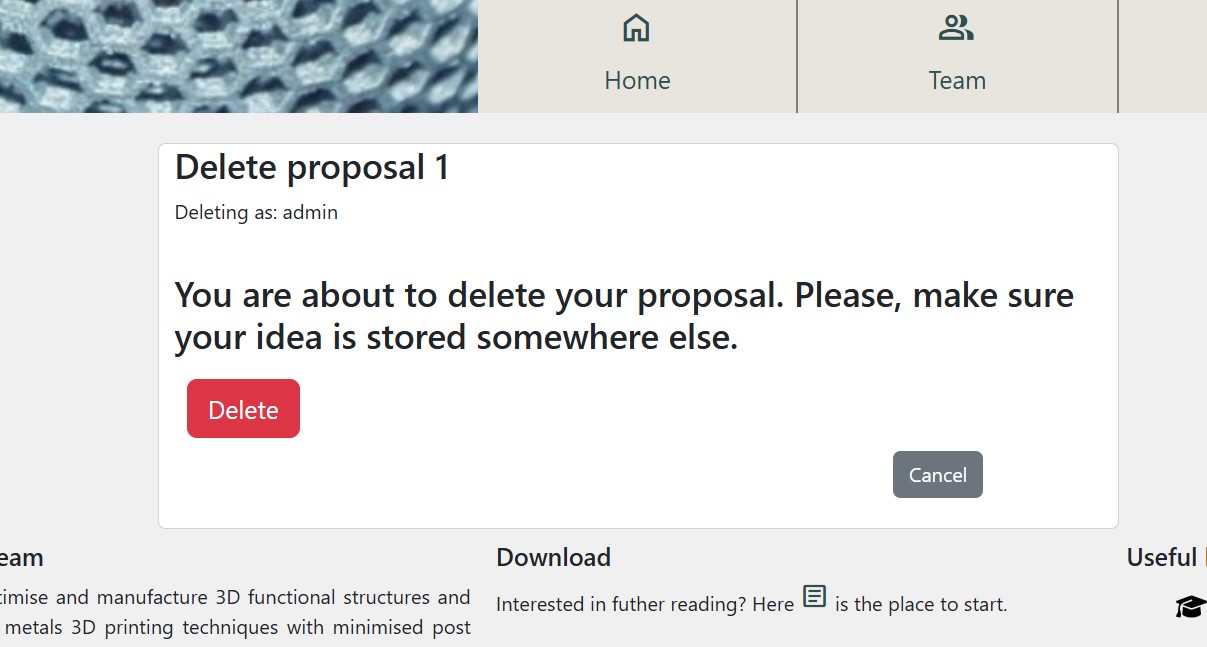 Home
Team
Delete proposal 1
Deleting as: admin
You are about to delete your proposal. Please, make sure
your idea is stored somewhere else.
Delete
Cancel
eam
Download
Useful
timise and manufacture 3D functional structures and
metals 3D printing techniques with minimised post
Interested in futher reading? Here is the place to start.